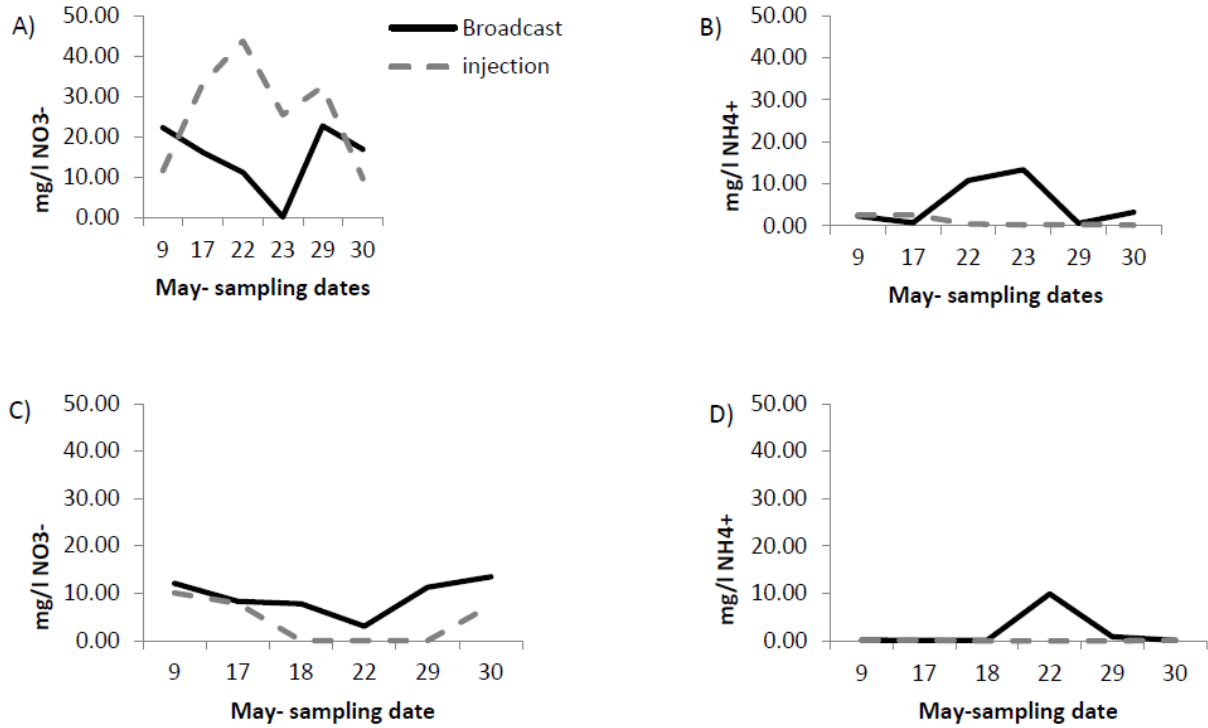 A)
Broadcast
injection
50.00
40.00
30.00
20.00
10.00
0.00
mg/l NO3-
9 17 22 23 29 30
May- sampling dates
B)
50.00
40.00
30.00
20.00
10.00
0.00
mg/l NH4+
9 17 22 23 29 30
May- sampling dates
C)
50.00
40.00
30.00
20.00
10.00
0.00
mg/l NO3-
9 17 18 22 29 30
May- sampling date
D)
50.00
40.00
30.00
20.00
10.00
0.00
mg/l NH4+
9 17 18 22 29 30
May-sampling date